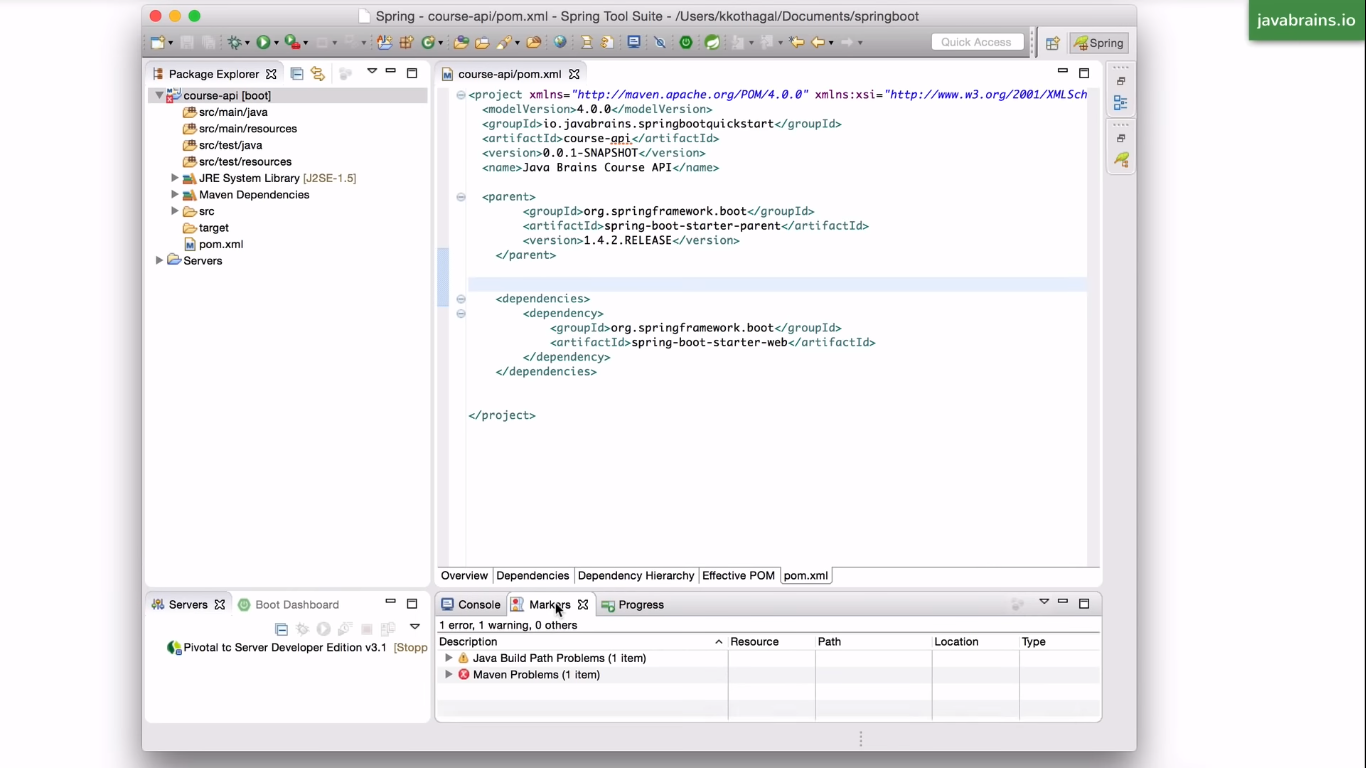 Spring - course-api/pom.xml - Spring Tool Suite - /Users/kkothagal/Documents/springboot
javabrains.io
Quick Access
Spring
Package Explorer
course-api [boot]
src/main/java
src/main/resources
src/test/java
src/test/resources
JRE System Library [J2SE-1.5]
Maven Dependencies
src
target
pom.xml
Servers
course-api/pom.xml
<project xmlns="http://maven.apache.org/POM/4.0.0" xmlns:xsi="http://www.w3.org/2001/XMLSch
<modelVersion>4.0.0</modelVersion>
<groupId>io.javabrains.springbootquickstart</groupId>
<artifactId>course-api</artifactId>
<version>0.0.1-SNAPSHOT</version>
<name>Java Brains Course API</name>
<parent>
<groupId>org.springframework.boot</groupId>
<artifactId>spring-boot-starter-parent</artifactId>
<version>1.4.2.RELEASE</version>
</parent>
<dependencies>
<dependency>
<groupId>org.springframework.boot</groupId>
<artifactId>spring-boot-starter-web</artifactId>
</dependency>
</dependencies>
</project>
Overview Dependencies Dependency Hierarchy Effective POM pom.xml
Servers Boot Dashboard
Pivotal tc Server Developer Edition v3.1 [Stopp
Console Markers Progress
1 error, 1 warning, 0 others
Description Resource Path Location Type
Java Build Path Problems (1 item)
Maven Problems (1 item)